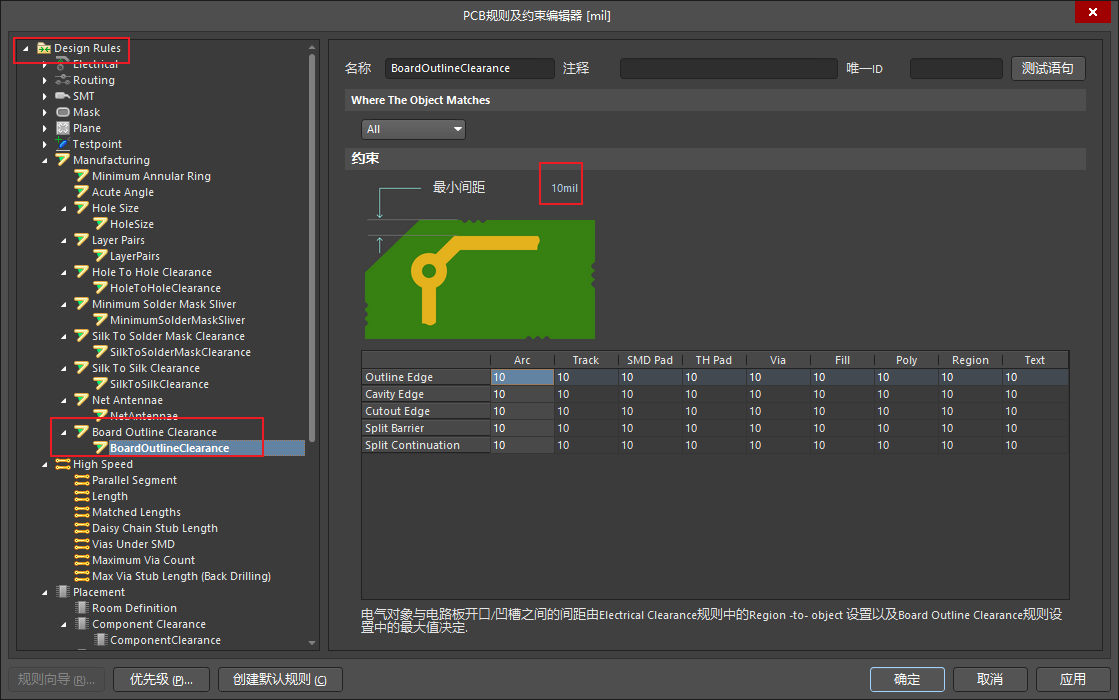 PCB规则及约束编辑器 [mil]
Design Rules
Electrical
Routing
SMT
Mask
Plane
Testpoint
Manufacturing
Minimum Annular Ring
Acute Angle
Hole Size
HoleSize
Layer Pairs
LayerPairs
Hole To Hole Clearance
HoleToHoleClearance
Minimum Solder Mask Sliver
MinimumSolderMaskSliver
Silk To Solder Mask Clearance
SilkToSolderMaskClearance
Silk To Silk Clearance
SilkToSilkClearance
Net Antennae
NetAntennae
Board Outline Clearance
BoardOutlineClearance
High Speed
Parallel Segment
Length
Matched Lengths
Daisy Chain Stub Length
Vias Under SMD
Maximum Via Count
Max Via Stub Length (Back Drilling)
Placement
Room Definition
Component Clearance
ComponentClearance
名称 BoardOutlineClearance 注释 唯一ID 测试语句
Where The Object Matches
All
约束
最小间距 10mil
Arc Track SMD Pad TH Pad Via Fill Poly Region Text
Outline Edge 10 10 10 10 10 10 10 10 10
Cavity Edge 10 10 10 10 10 10 10 10 10
Cutout Edge 10 10 10 10 10 10 10 10 10
Split Barrier 10 10 10 10 10 10 10 10 10
Split Continuation 10 10 10 10 10 10 10 10 10
电气对象与电路板开口/凹槽之间的间距由Electrical Clearance规则中的Region -to- object 设置以及Board Outline Clearance规则设
置中的最大值决定.
规则向导 (R)... 优先级 (P)... 创建默认规则 (C) 确定 取消 应用